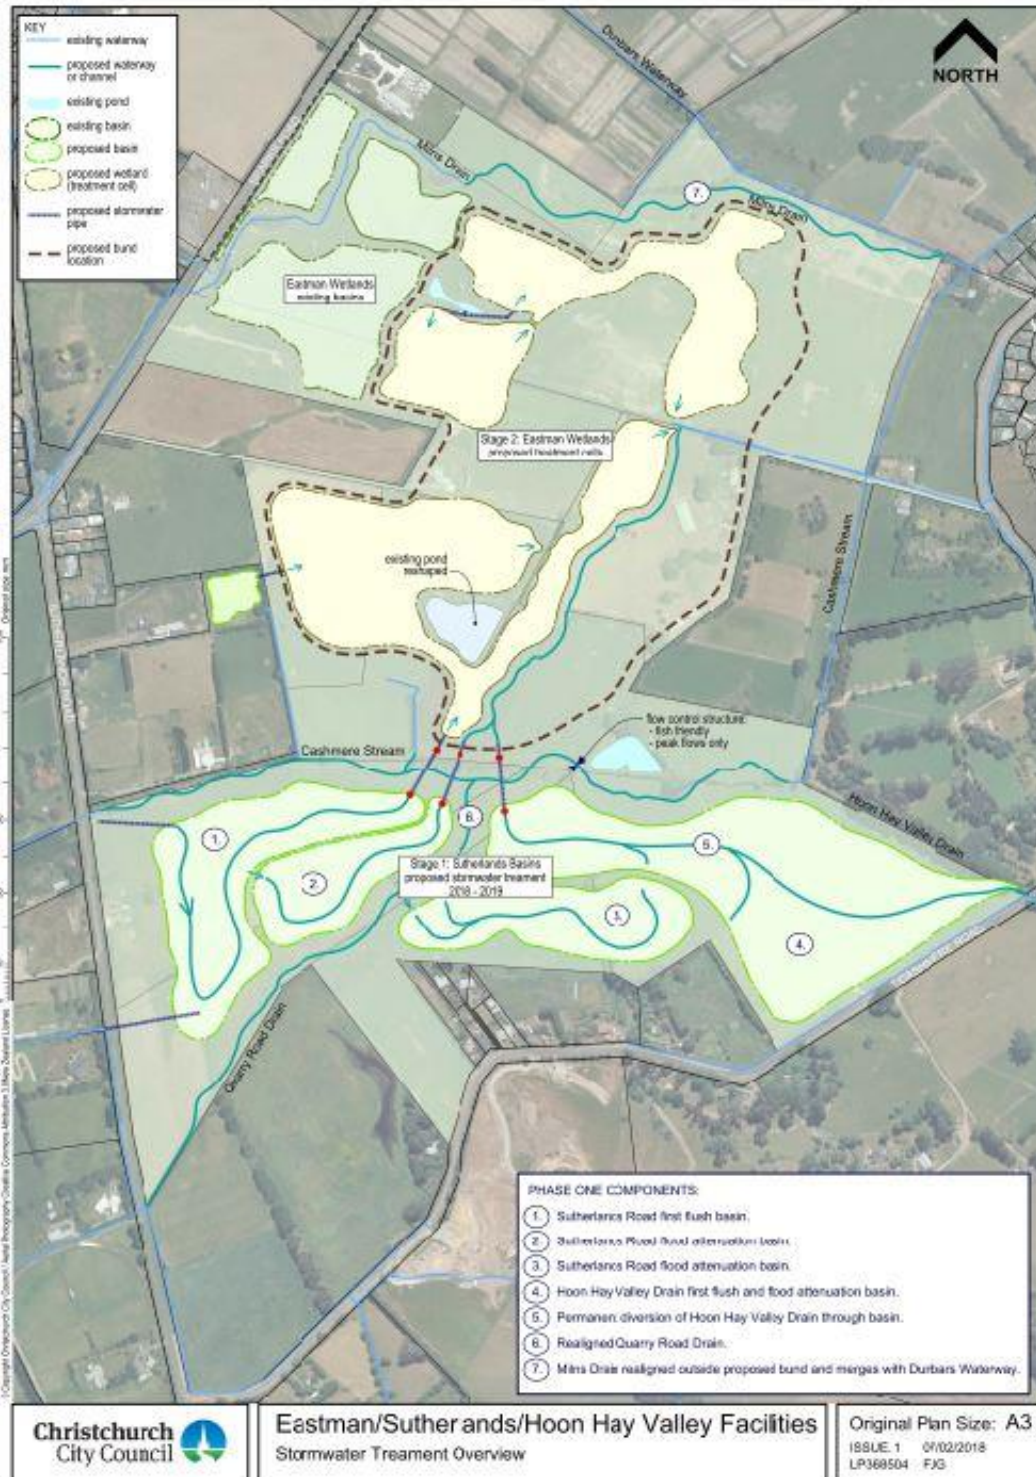 KEY
existing waterway
proposed waterway
or channel
existing pond
existing basin
proposed basin
proposed wetland
(treatment cell)
proposed stormwater
pipe
proposed bund
location
NORTH
Dunbars Waterway
Milns Drain
7.
Milns Drain
Eastman Wetlands
existing basins
Stage 2: Eastman Wetlands
proposed treatment cells
existing pond
reshaped
Cashmere Stream
flow control structure:
- fish friendly
- peak flows only
Cashmere Stream
Hoon Hay Valley Drain
1.
6.
5.
2.
Stage 1: Sutherlands Basins
proposed stormwater treament
2018 - 2019
3.
4.
Quarry Road Drain
PHASE ONE COMPONENTS:
1. Sutherlands Road first flush basin.
2. Sutherlands Road flood attenuation basin.
3. Sutherlands Road flood attenuation basin.
4. Hoon Hay Valley Drain first flush and flood attenuation basin.
5. Permanent diversion of Hoon Hay Valley Drain through basin.
6. Realigned Quarry Road Drain.
7. Milns Drain realigned outside proposed bund and merges with Dunbars Waterway.
Christchurch
City Council
Eastman/Sutherlands/Hoon Hay Valley Facilities
Stormwater Treament Overview
Original Plan Size: A3
ISSUE. 1 07/02/2018
LP368504 FJG